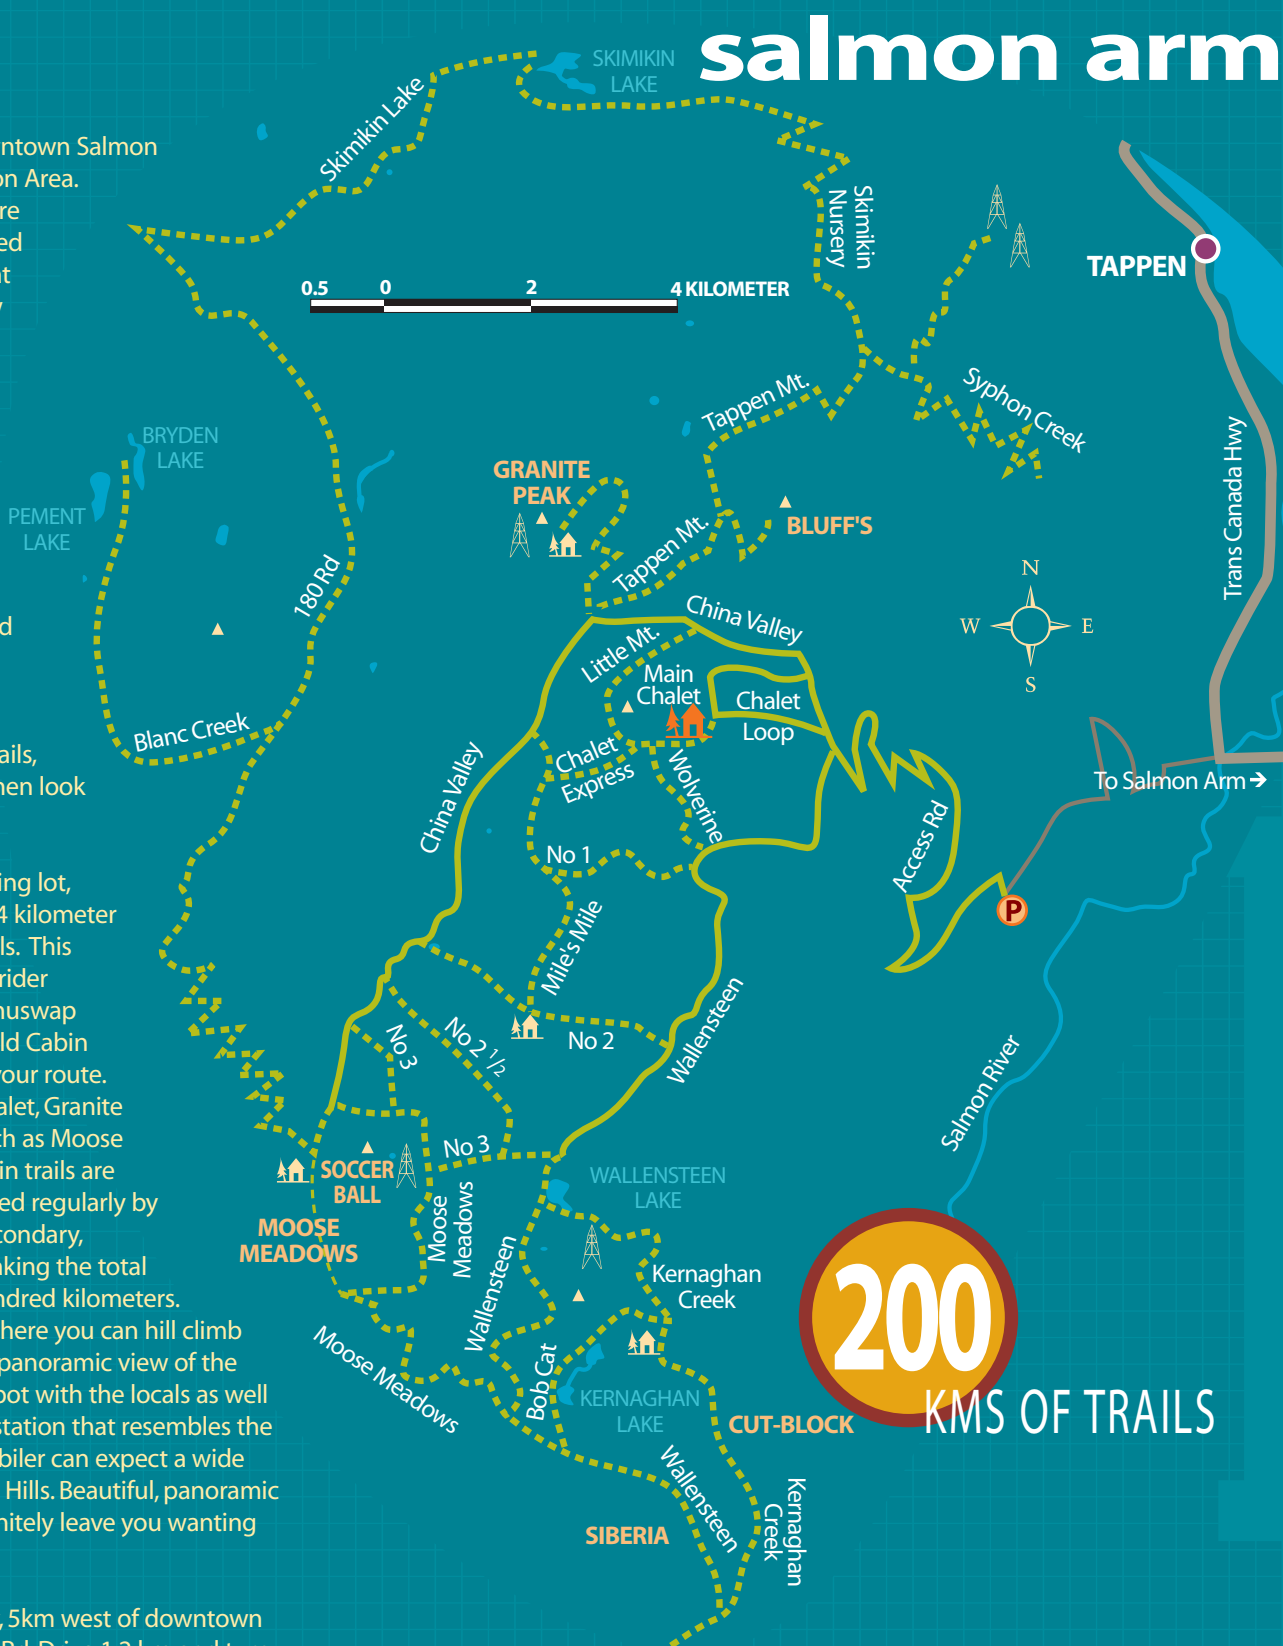 salmon arm
SKIMIKIN
LAKE
Skimikin Lake
ntown Salmon
on Area.
re
ed
t
Skimikin
Nursery
TAPPEN
0.5 0 2 4 KILOMETER
Tappen Mt.
Syphon Creek
Trans Canada Hwy
BRYDEN
LAKE
PEMENT
LAKE
GRANITE
PEAK
BLUFF'S
Tappen Mt.
180 Rd
N
W E
S
d
China Valley
Little Mt.
Main
Chalet
Chalet
Loop
Blanc Creek
Chalet
Express
Wolverine
China Valley
To Salmon Arm
ails,
hen look
Access Rd
No 1
P
ing lot,
4 kilometer
ls. This
rider
huswap
ld Cabin
your route.
alet, Granite
ch as Moose
in trails are
ed regularly by
condary,
aking the total
ndred kilometers.
here you can hill climb
panoramic view of the
pot with the locals as well
station that resembles the
biler can expect a wide
Hills. Beautiful, panoramic
nitely leave you wanting
Mile's Mile
No 2
No 2 1/2
No 3
Wallensteen
Salmon River
No 3
SOCCER
BALL
MOOSE
MEADOWS
Moose
Meadows
WALLENSTEEN
LAKE
Wallensteen
Kernaghan
Creek
Moose Meadows
Bob Cat
KERNAGHAN
LAKE
CUT-BLOCK
200
KMS OF TRAILS
Wallensteen
Kernaghan
Creek
SIBERIA
, 5km west of downtown